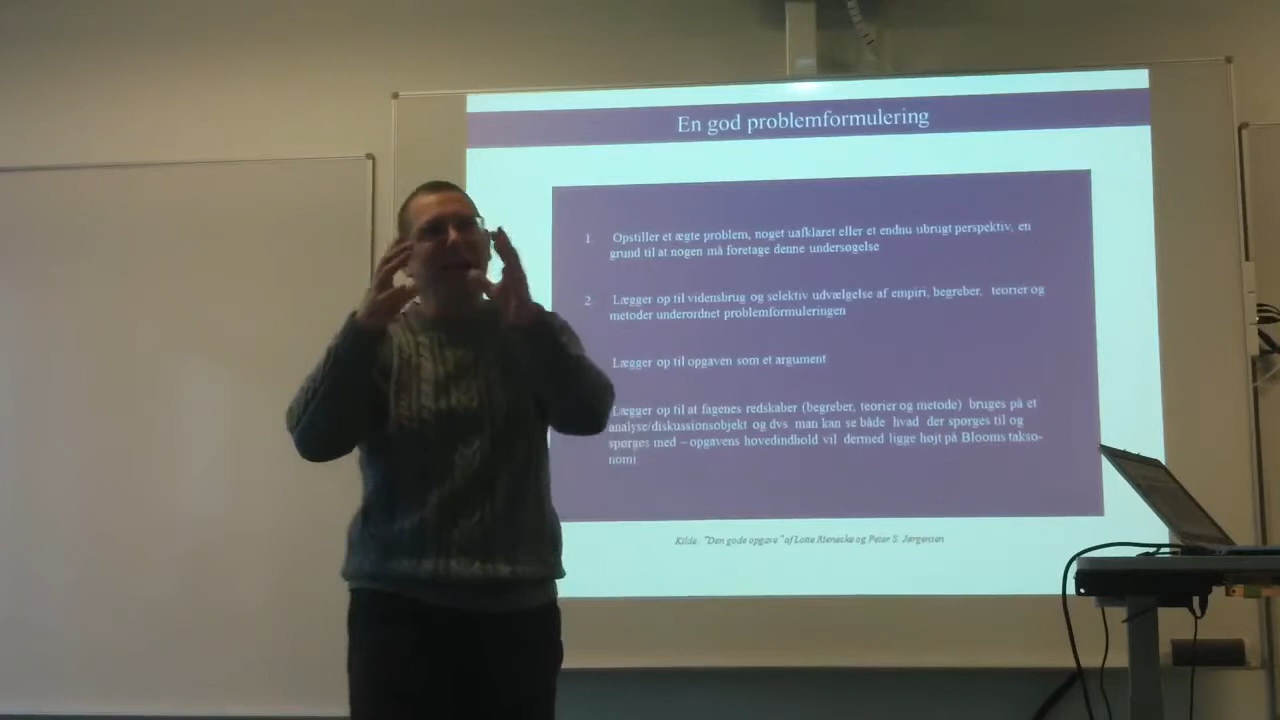 En god problemformulering
1. Opstiller et ægte problem, noget uafklaret eller et endnu ubrugt perspektiv, en
grund til at nogen må foretage denne undersøgelse
2 Lægger op til vidensbrug og selektiv udvælgelse af empiri, begreber, teorier og
metoder underordnet problemformuleringen
Lægger op til opgaven som et argument
Lægger op til at fagenes redskaber (begreber, teorier og metode) bruges på et
analyse/diskussionsobjekt og dvs man kan se både hvad der spørges til og
spørges med – opgavens hovedindhold vil dermed ligge højt på Blooms takso-
nomi
Kilde: "Den gode opgave" af Lotte Rienecke og Peter S. Jørgensen